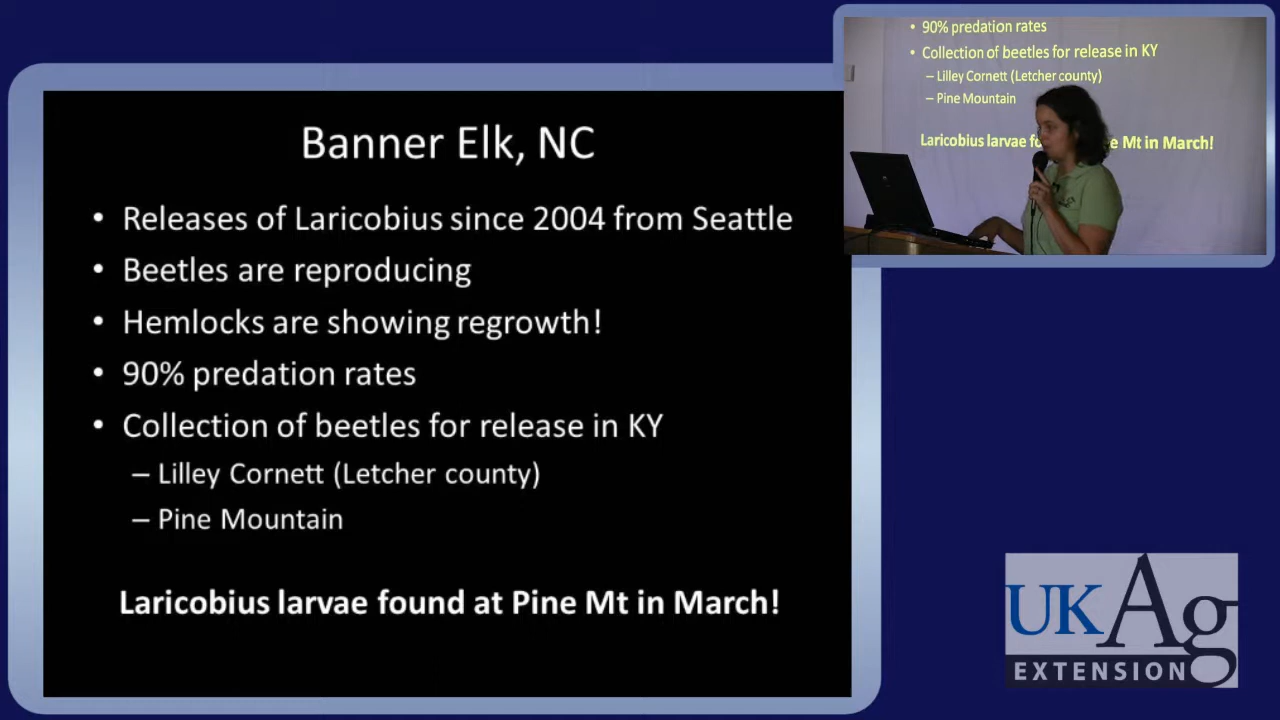 Banner Elk, NC
• Releases of Laricobius since 2004 from Seattle
• Beetles are reproducing
• Hemlocks are showing regrowth!
• 90% predation rates
• Collection of beetles for release in KY
– Lilley Cornett (Letcher county)
– Pine Mountain
Laricobius larvae found at Pine Mt in March!
• 90% predation rates
• Collection of beetles for release in KY
– Lilley Cornett (Letcher county)
– Pine Mountain
Laricobius larvae Mt in March!
UKAg
EXTENSION